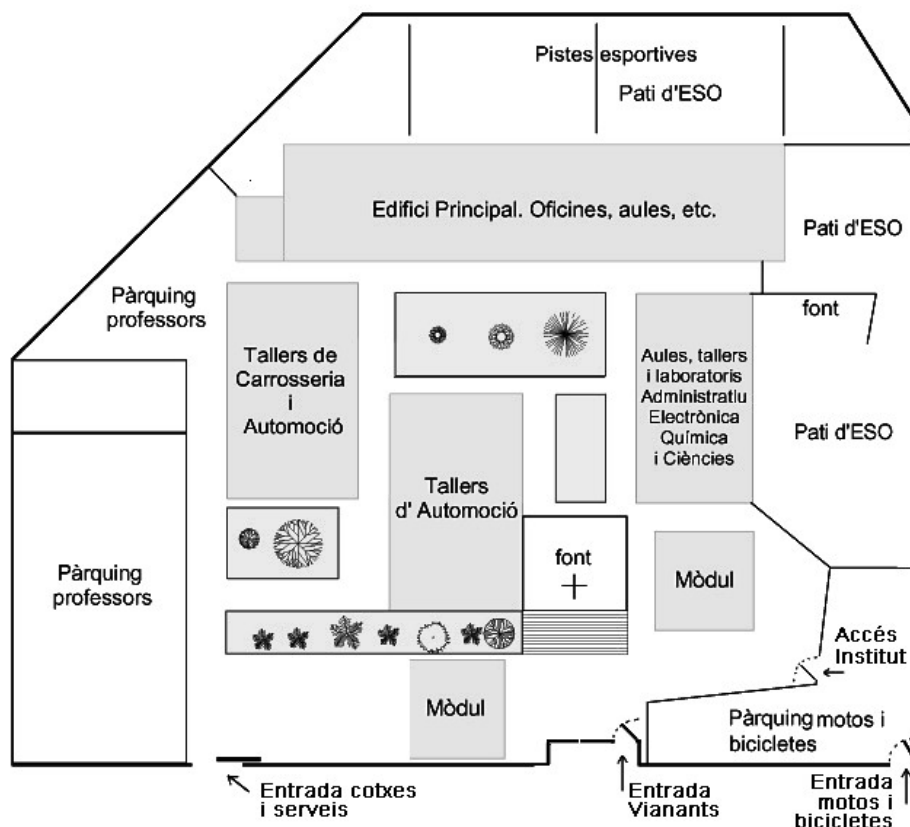 Pistes esportives
Pati d'ESO
Edifici Principal. Oficines, aules, etc.
Pati d'ESO
Pàrquing
professors
font
Tallers de
Carrosseria
i
Automoció
Aules, tallers
i laboratoris
Administratiu
Electrònica
Química
i Ciències
Pati d'ESO
Tallers
d' Automoció
font
Mòdul
Pàrquing
professors
Accés
Institut
Mòdul
Pàrquing motos i
bicicletes
Entrada cotxes
i serveis
Entrada
Vianants
Entrada
motos i
bicicletes